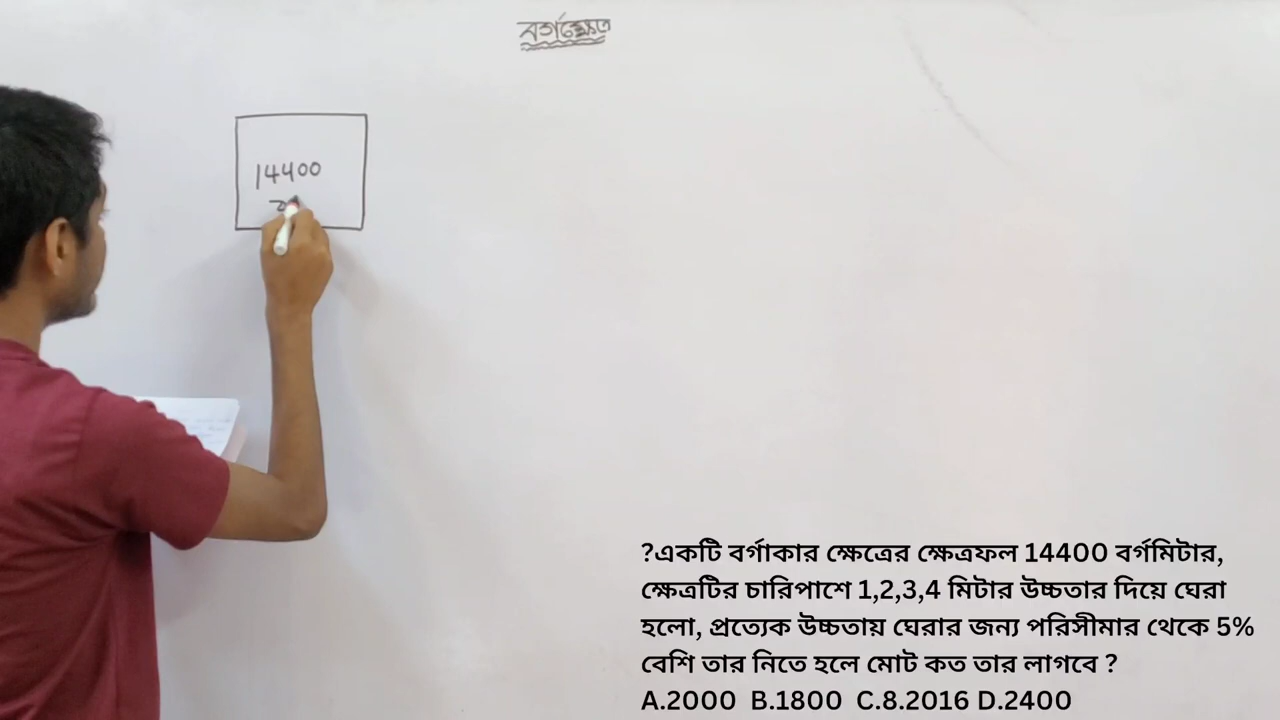 বর্গক্ষেত্র
14400
?একটি বর্গাকার ক্ষেত্রের ক্ষেত্রফল 14400 বর্গমিটার,
ক্ষেত্রটির চারিপাশে 1,2,3,4 মিটার উচ্চতার দিয়ে ঘেরা
হলো, প্রত্যেক উচ্চতায় ঘেরার জন্য পরিসীমার থেকে 5%
বেশি তার নিতে হলে মোট কত তার লাগবে ?
A.2000 B.1800 C.8.2016 D.2400